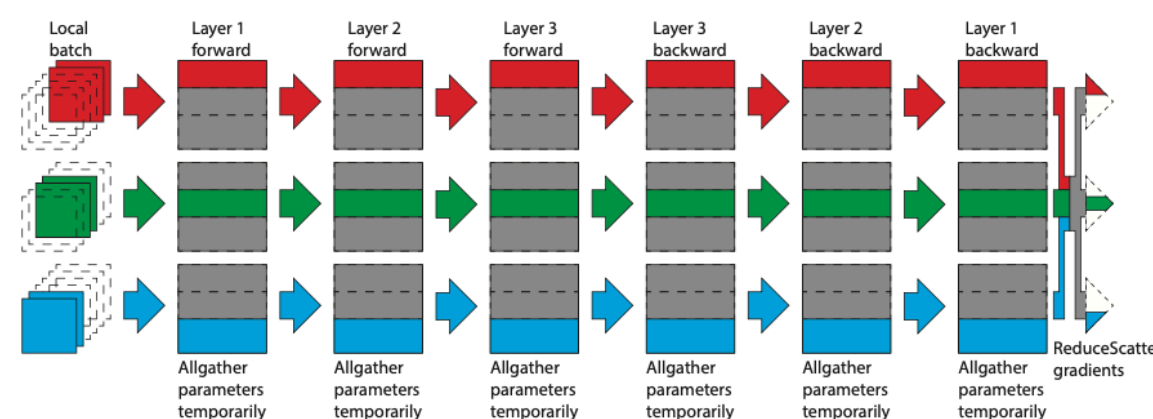 Local
batch
Layer 1
forward
Layer 2
forward
Layer 3
forward
Layer 3
backward
Layer 2
backward
Layer 1
backward
Allgather
parameters
temporarily
Allgather
parameters
temporarily
Allgather
parameters
temporarily
Allgather
parameters
temporarily
Allgather
parameters
temporarily
Allgather
parameters
temporarily
ReduceScatte
gradients